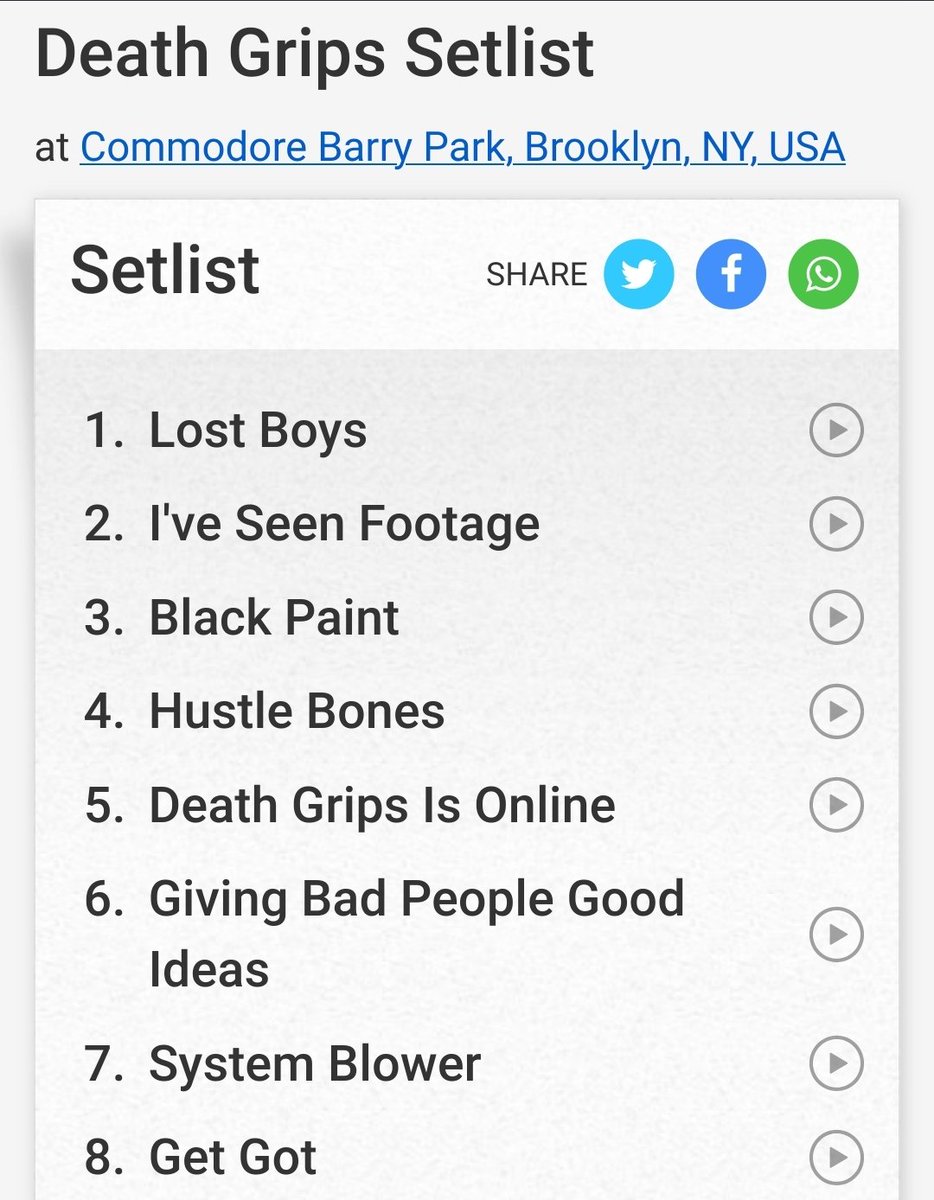 Death Grips Setlist
at Commodore Barry Park, Brooklyn, NY, USA
Setlist
SHARE
1. Lost Boys
2. I've Seen Footage
3. Black Paint
4. Hustle Bones
5. Death Grips Is Online
6. Giving Bad People Good
Ideas
7. System Blower
8. Get Got